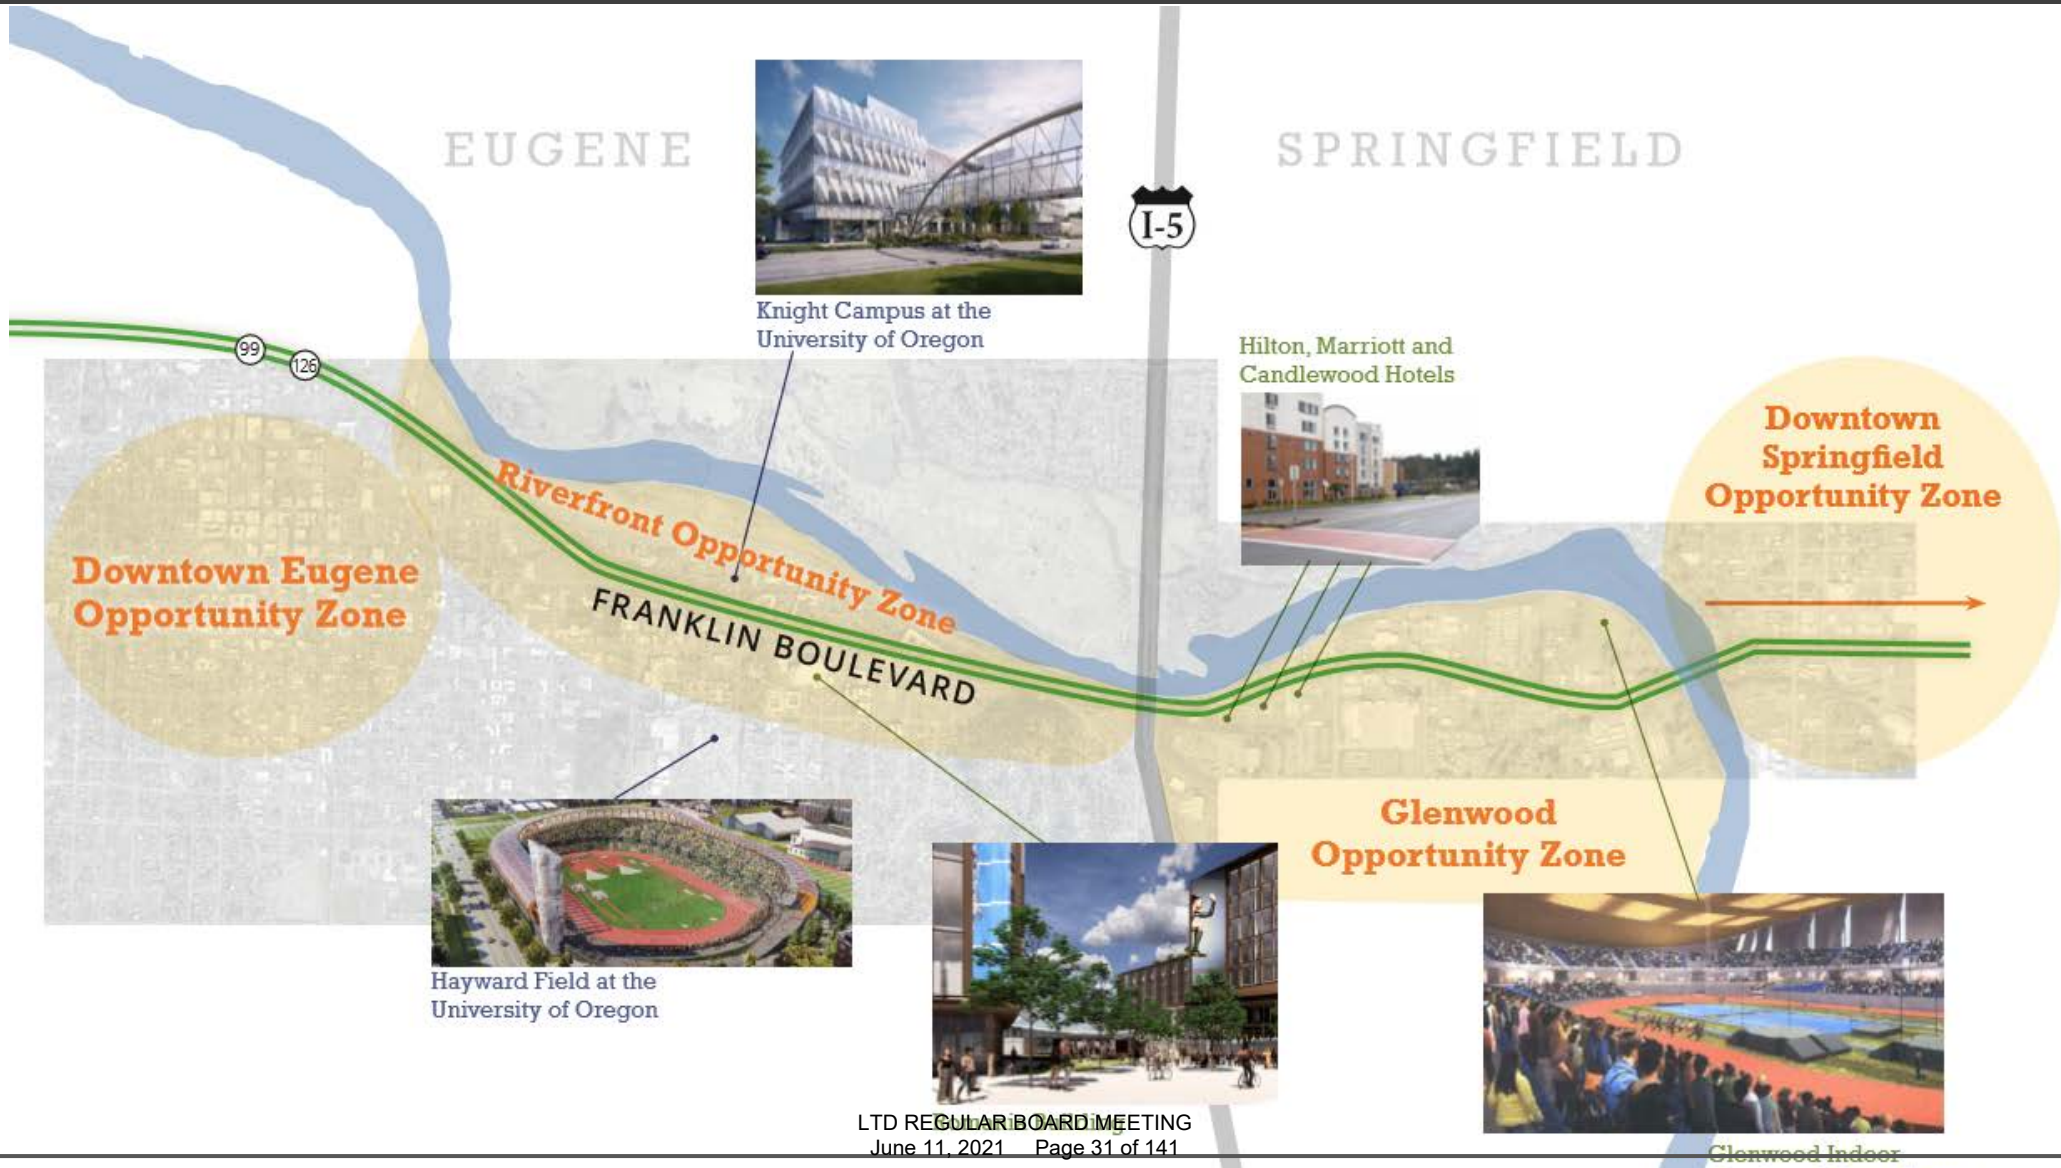 EUGENE
SPRINGFIELD
I-5
Knight Campus at the
University of Oregon
99
126
Hilton, Marriott and
Candlewood Hotels
Downtown
Springfield
Opportunity Zone
Riverfront Opportunity Zone
Downtown Eugene
Opportunity Zone
FRANKLIN BOULEVARD
Glenwood
Opportunity Zone
Hayward Field at the
University of Oregon
Romania Building
LTD REGULAR BOARD MEETING
June 11, 2021 Page 31 of 141
Glenwood Indoor